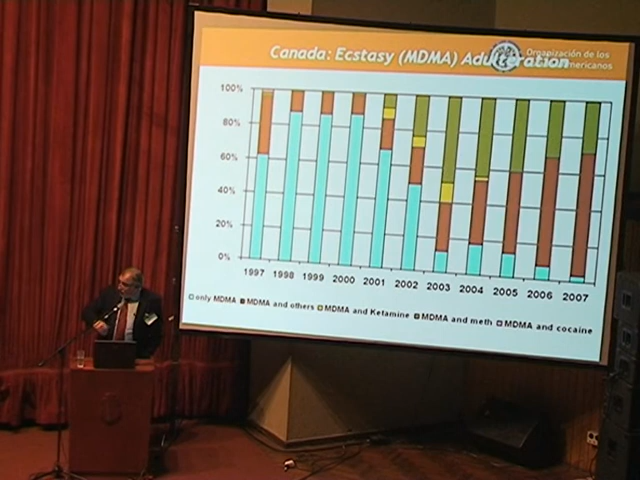 Canada: Ecstasy (MDMA) Adulteration
Organización de los
Americanos
100%
80%
60%
40%
20%
0%
1997 1998 1999 2000 2001 2002 2003 2004 2005 2006 2007
only MDMA MDMA and others MDMA and Ketamine MDMA and meth MDMA and cocaine